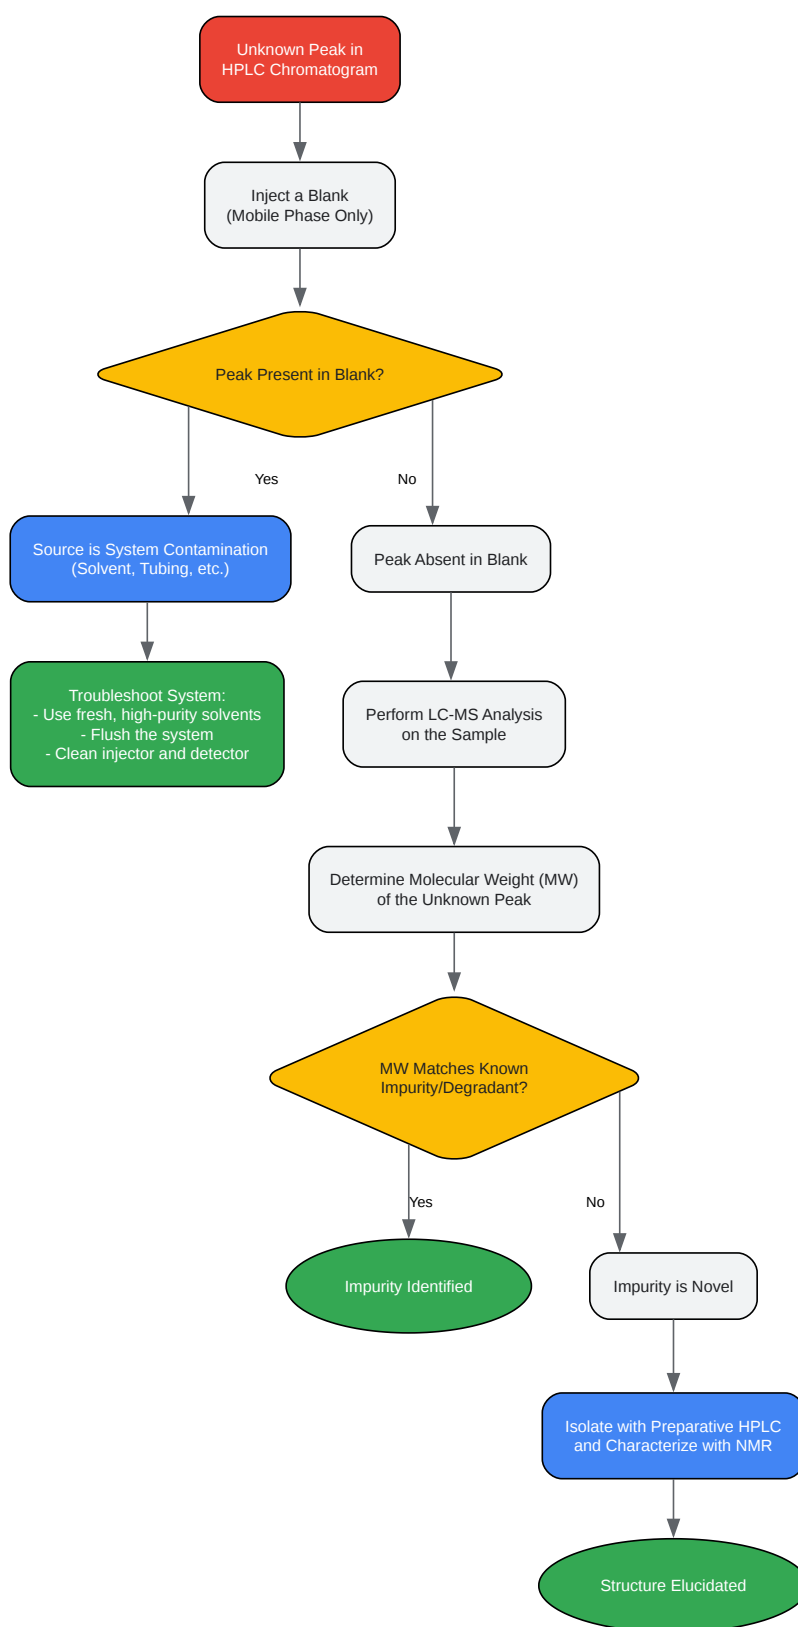 Unknown Peak in
HPLC Chromatogram
Inject a Blank
(Mobile Phase Only)
Peak Present in Blank?
Yes
No
Source is System Contamination
(Solvent, Tubing, etc.)
Peak Absent in Blank
Troubleshoot System:
- Use fresh, high-purity solvents
- Flush the system
- Clean injector and detector
Perform LC-MS Analysis
on the Sample
Determine Molecular Weight (MW)
of the Unknown Peak
MW Matches Known
Impurity/Degradant?
Yes
No
Impurity Identified
Impurity is Novel
Isolate with Preparative HPLC
and Characterize with NMR
Structure Elucidated